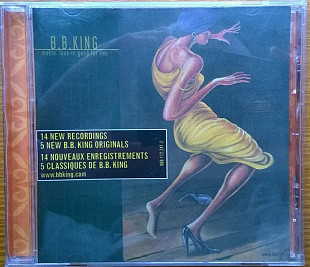 B.B.KING
makin' love is good for you
14 NEW RECORDINGS
5 NEW B.B. KING ORIGINALS
14 NOUVEAUX ENREGISTREMENTS
5 CLASSIQUES DE B.B. KING
www.bbking.com